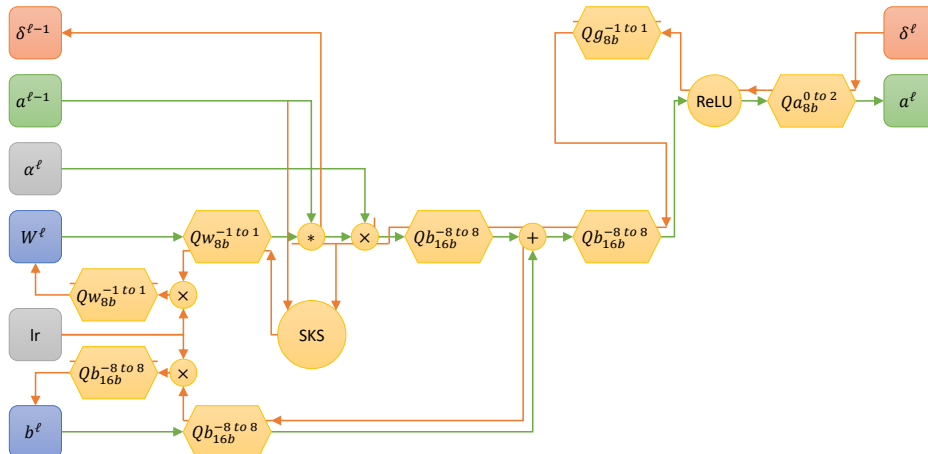 δ^{ℓ−1}
Qg_{8b}^{−1 to 1}
δ^ℓ
a^{ℓ−1}
ReLU
Qa_{8b}^{0 to 2}
a^ℓ
α^ℓ
W^ℓ
Qw_{8b}^{−1 to 1}
*
×
Qb_{16b}^{−8 to 8}
+
Qb_{16b}^{−8 to 8}
Qw_{8b}^{−1 to 1}
×
lr
SKS
Qb_{16b}^{−8 to 8}
×
b^ℓ
Qb_{16b}^{−8 to 8}